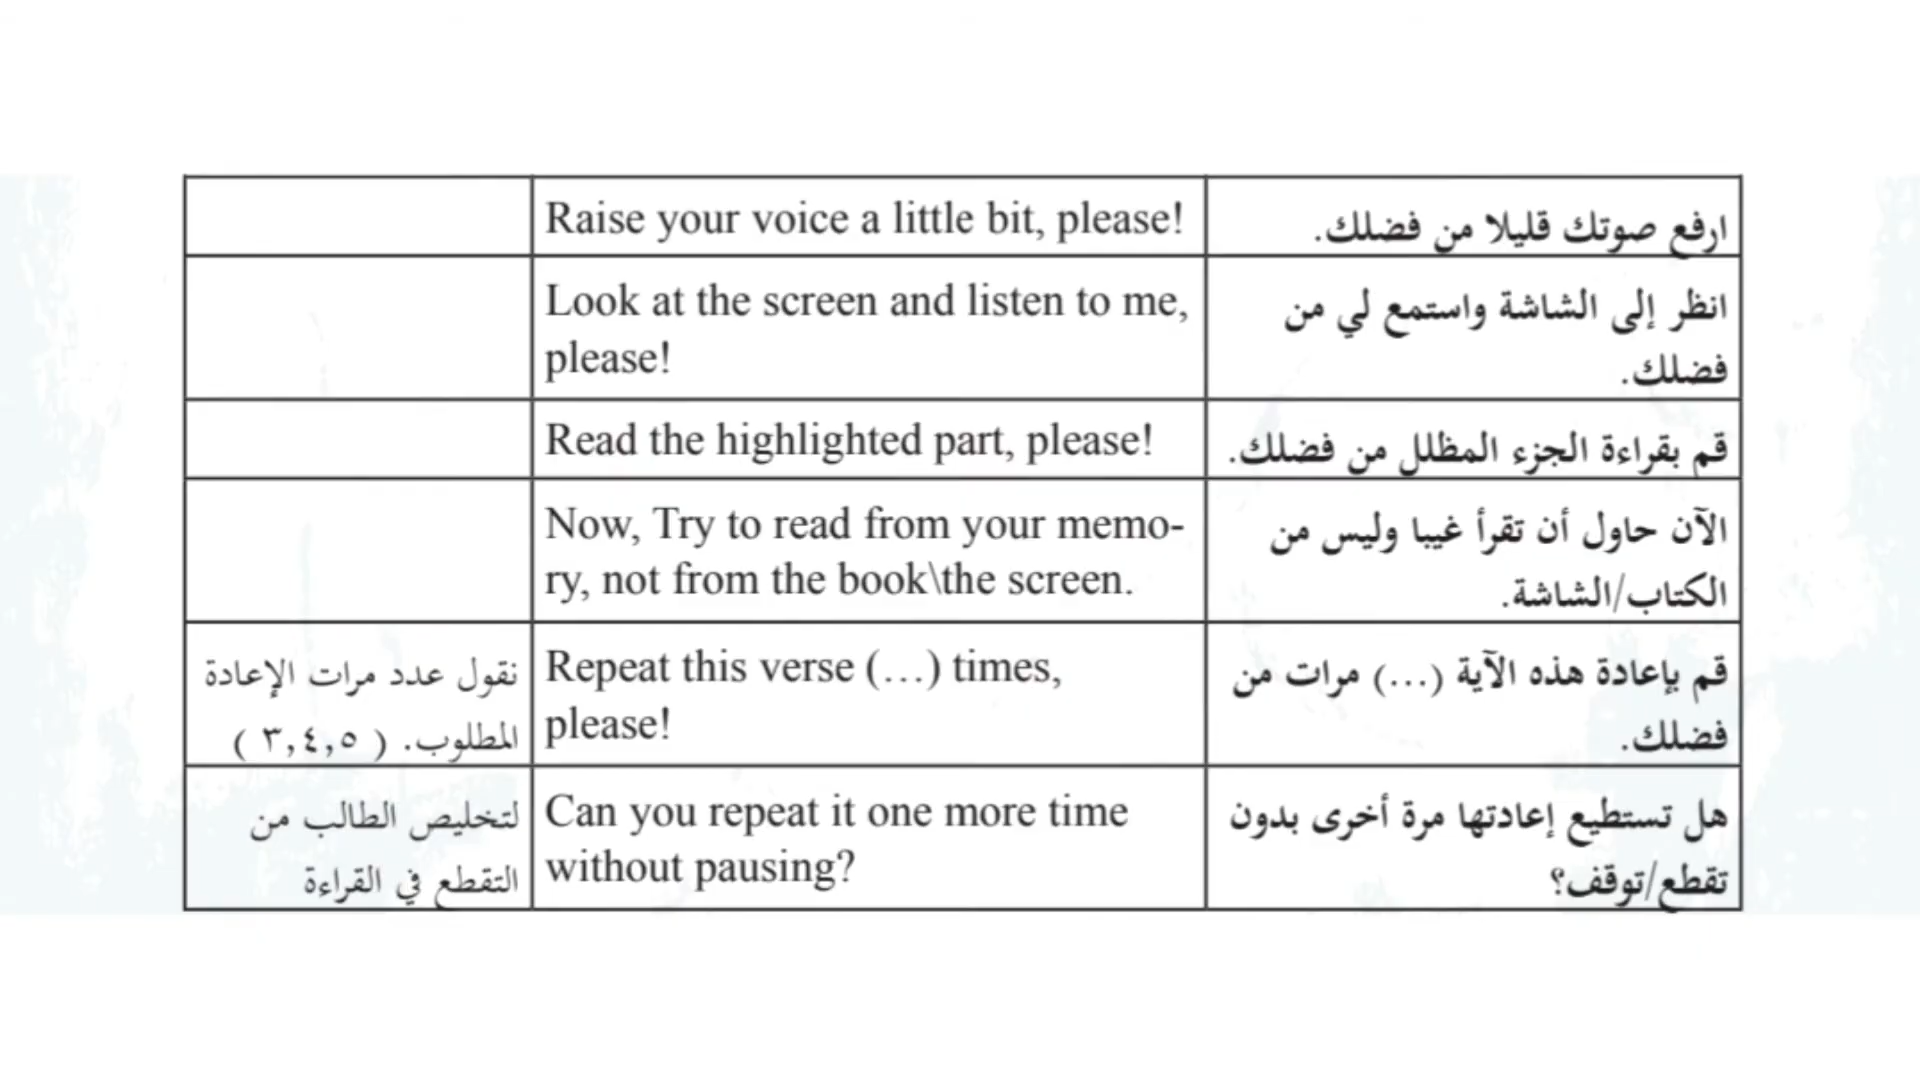 ارفع صوتك قليلا من فضلك.
Raise your voice a little bit, please!
انظر إلى الشاشة واستمع لي من
فضلك.
Look at the screen and listen to me,
please!
قم بقراءة الجزء المظلل من فضلك.
Read the highlighted part, please!
الآن حاول أن تقرأ غيبا وليس من
الكتاب/الشاشة.
Now, Try to read from your memo-
ry, not from the book\the screen.
قم بإعادة هذه الآية (...) مرات من
فضلك.
Repeat this verse (...) times,
please!
نقول عدد مرات الإعادة
المطلوب. ( ٣,٤,٥ )
هل تستطيع إعادتها مرة أخرى بدون
تقطع/توقف؟
Can you repeat it one more time
without pausing?
لتخليص الطالب من
التقطع في القراءة